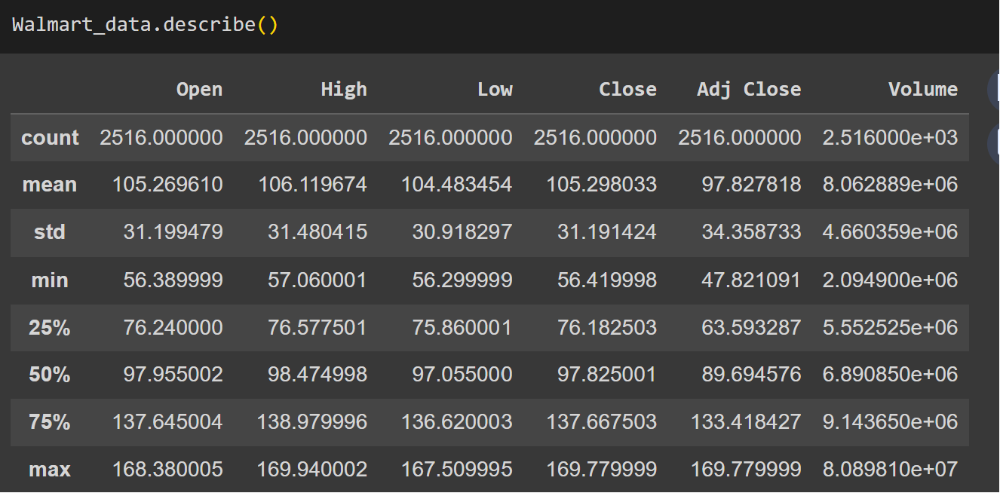 Walmart_data.describe()
Open High Low Close Adj Close Volume
count 2516.000000 2516.000000 2516.000000 2516.000000 2516.000000 2.516000e+03
mean 105.269610 106.119674 104.483454 105.298033 97.827818 8.062889e+06
std 31.199479 31.480415 30.918297 31.191424 34.358733 4.660359e+06
min 56.389999 57.060001 56.299999 56.419998 47.821091 2.094900e+06
25% 76.240000 76.577501 75.860001 76.182503 63.593287 5.552525e+06
50% 97.955002 98.474998 97.055000 97.825001 89.694576 6.890850e+06
75% 137.645004 138.979996 136.620003 137.667503 133.418427 9.143650e+06
max 168.380005 169.940002 167.509995 169.779999 169.779999 8.089810e+07